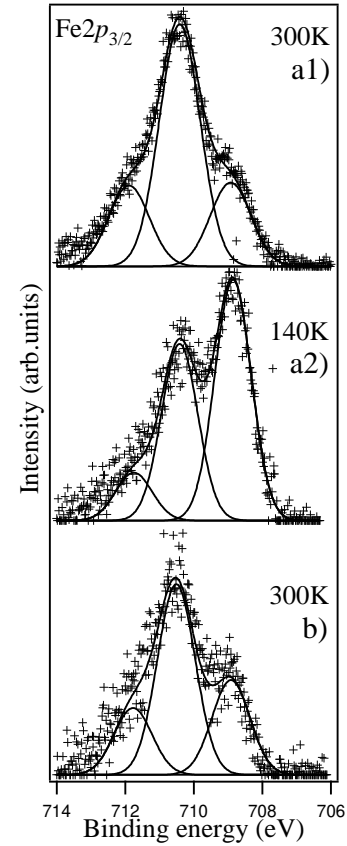 Fe2p3/2
300K
a1)
140K
a2)
300K
b)
Intensity (arb.units)
714 712 710 708 706
Binding energy (eV)